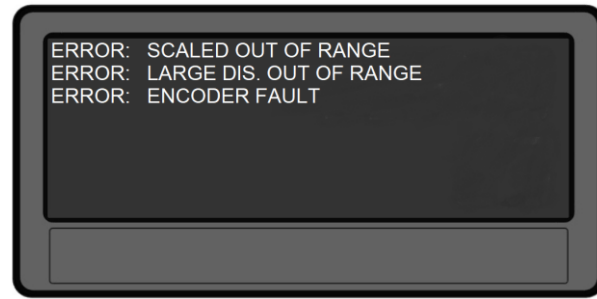 ERROR: SCALED OUT OF RANGE
ERROR: LARGE DIS. OUT OF RANGE
ERROR: ENCODER FAULT